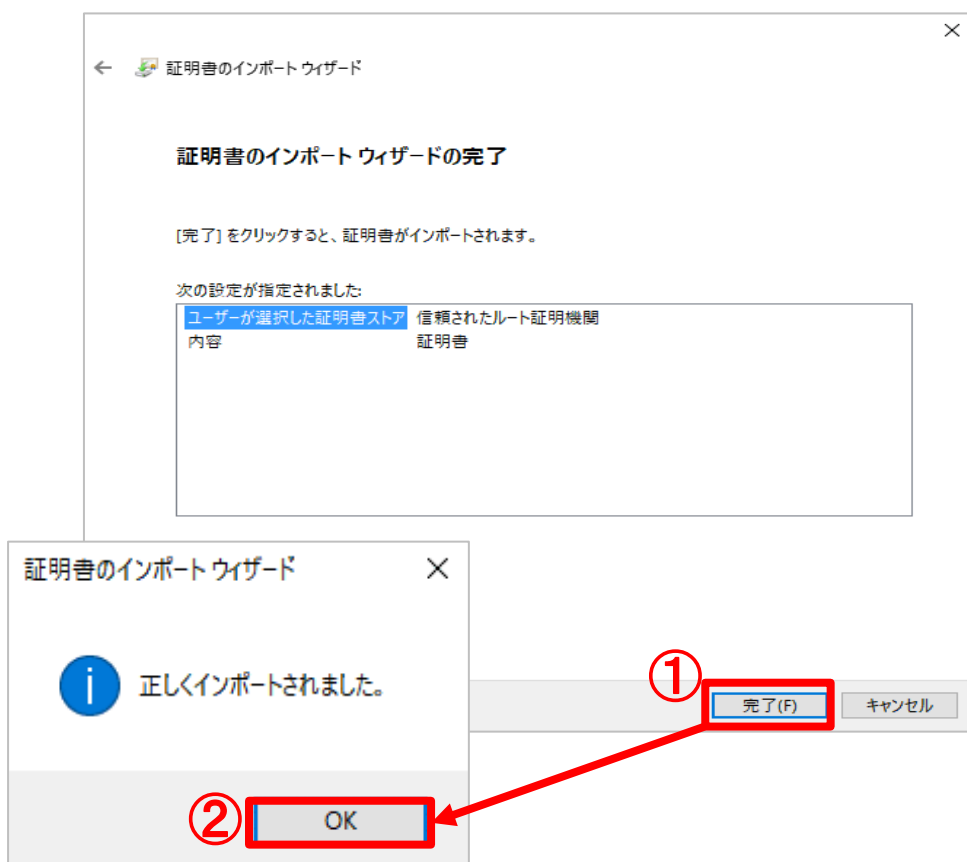 証明書のインポート ウィザード
証明書のインポート ウィザードの完了
[完了] をクリックすると、証明書がインポートされます。
次の設定が指定されました:
ユーザーが選択した証明書ストア 信頼されたルート証明機関
内容 証明書
証明書のインポート ウィザード
正しくインポートされました。
①
完了(F) キャンセル
②
OK